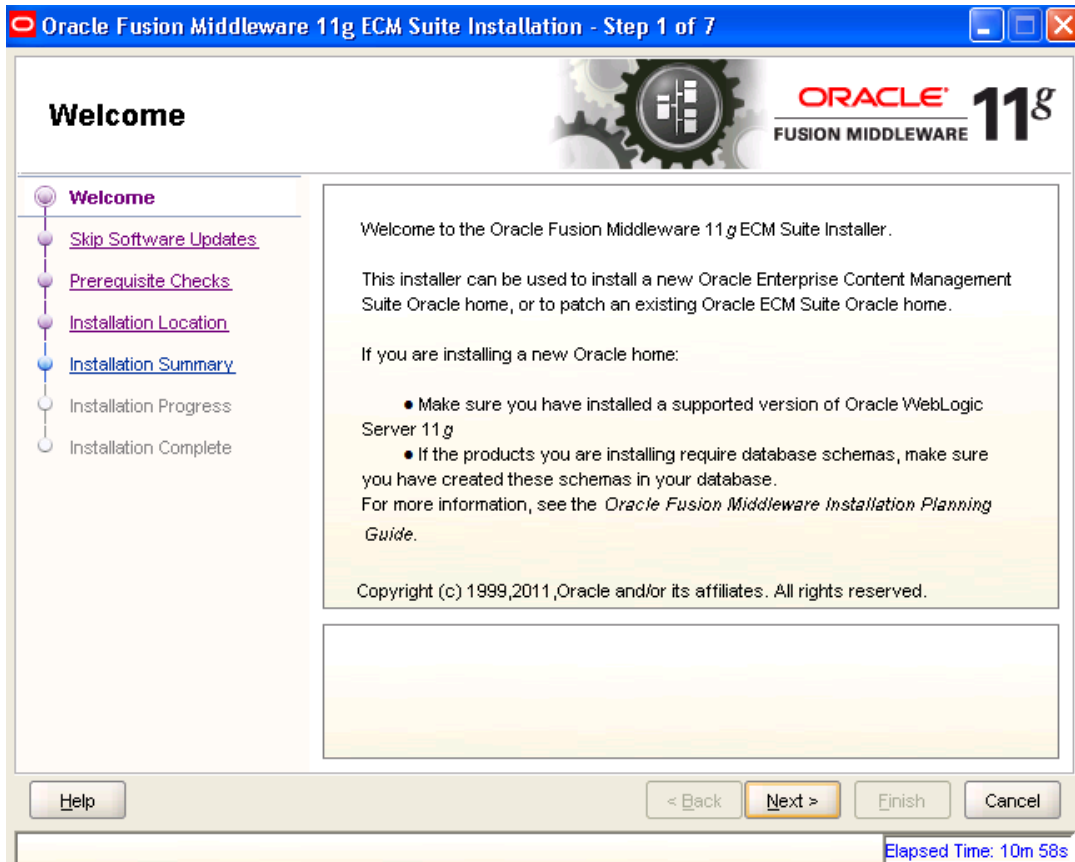 Oracle Fusion Middleware 11g ECM Suite Installation - Step 1 of 7
Welcome
ORACLE
FUSION MIDDLEWARE 11g
Welcome
Skip Software Updates
Prerequisite Checks
Installation Location
Installation Summary
Installation Progress
Installation Complete
Welcome to the Oracle Fusion Middleware 11g ECM Suite Installer.
This installer can be used to install a new Oracle Enterprise Content Management
Suite Oracle home, or to patch an existing Oracle ECM Suite Oracle home.
If you are installing a new Oracle home:
● Make sure you have installed a supported version of Oracle WebLogic
Server 11g
● If the products you are installing require database schemas, make sure
you have created these schemas in your database.
For more information, see the Oracle Fusion Middleware Installation Planning
Guide.
Copyright (c) 1999,2011,Oracle and/or its affiliates. All rights reserved.
Help
< Back
Next >
Finish
Cancel
Elapsed Time: 10m 58s